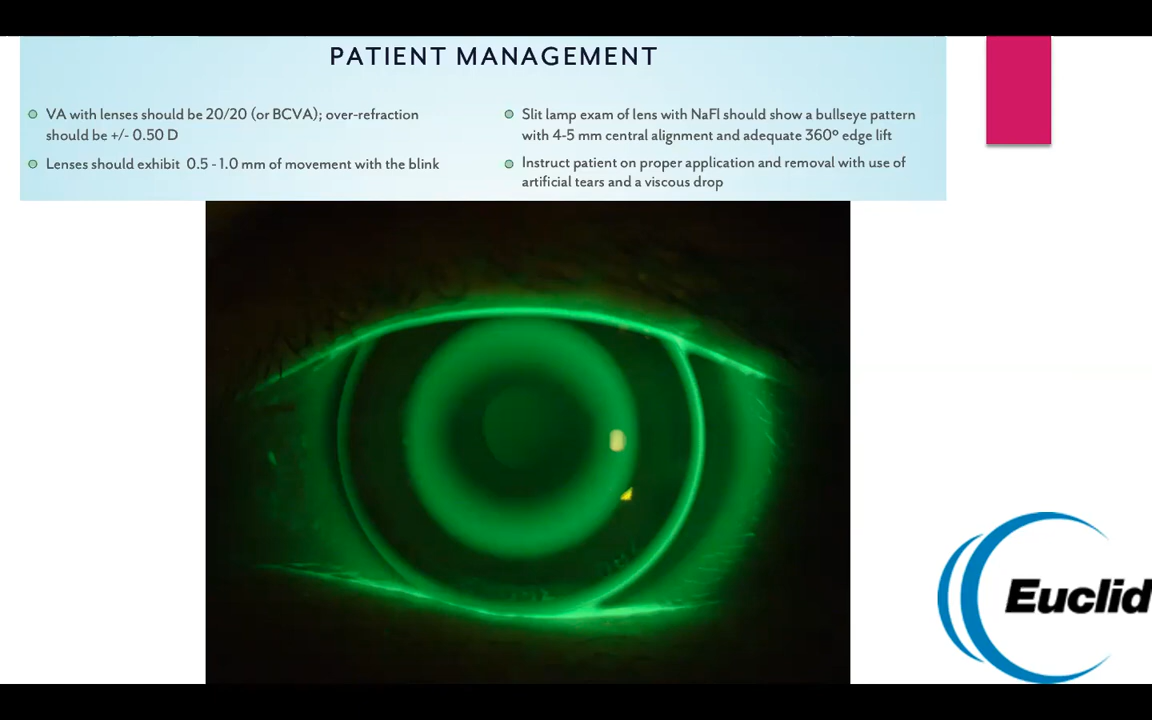 PATIENT MANAGEMENT
VA with lenses should be 20/20 (or BCVA); over-refraction
should be +/- 0.50 D
Lenses should exhibit 0.5 - 1.0 mm of movement with the blink
Slit lamp exam of lens with NaFl should show a bullseye pattern
with 4-5 mm central alignment and adequate 360º edge lift
Instruct patient on proper application and removal with use of
artificial tears and a viscous drop
Euclid